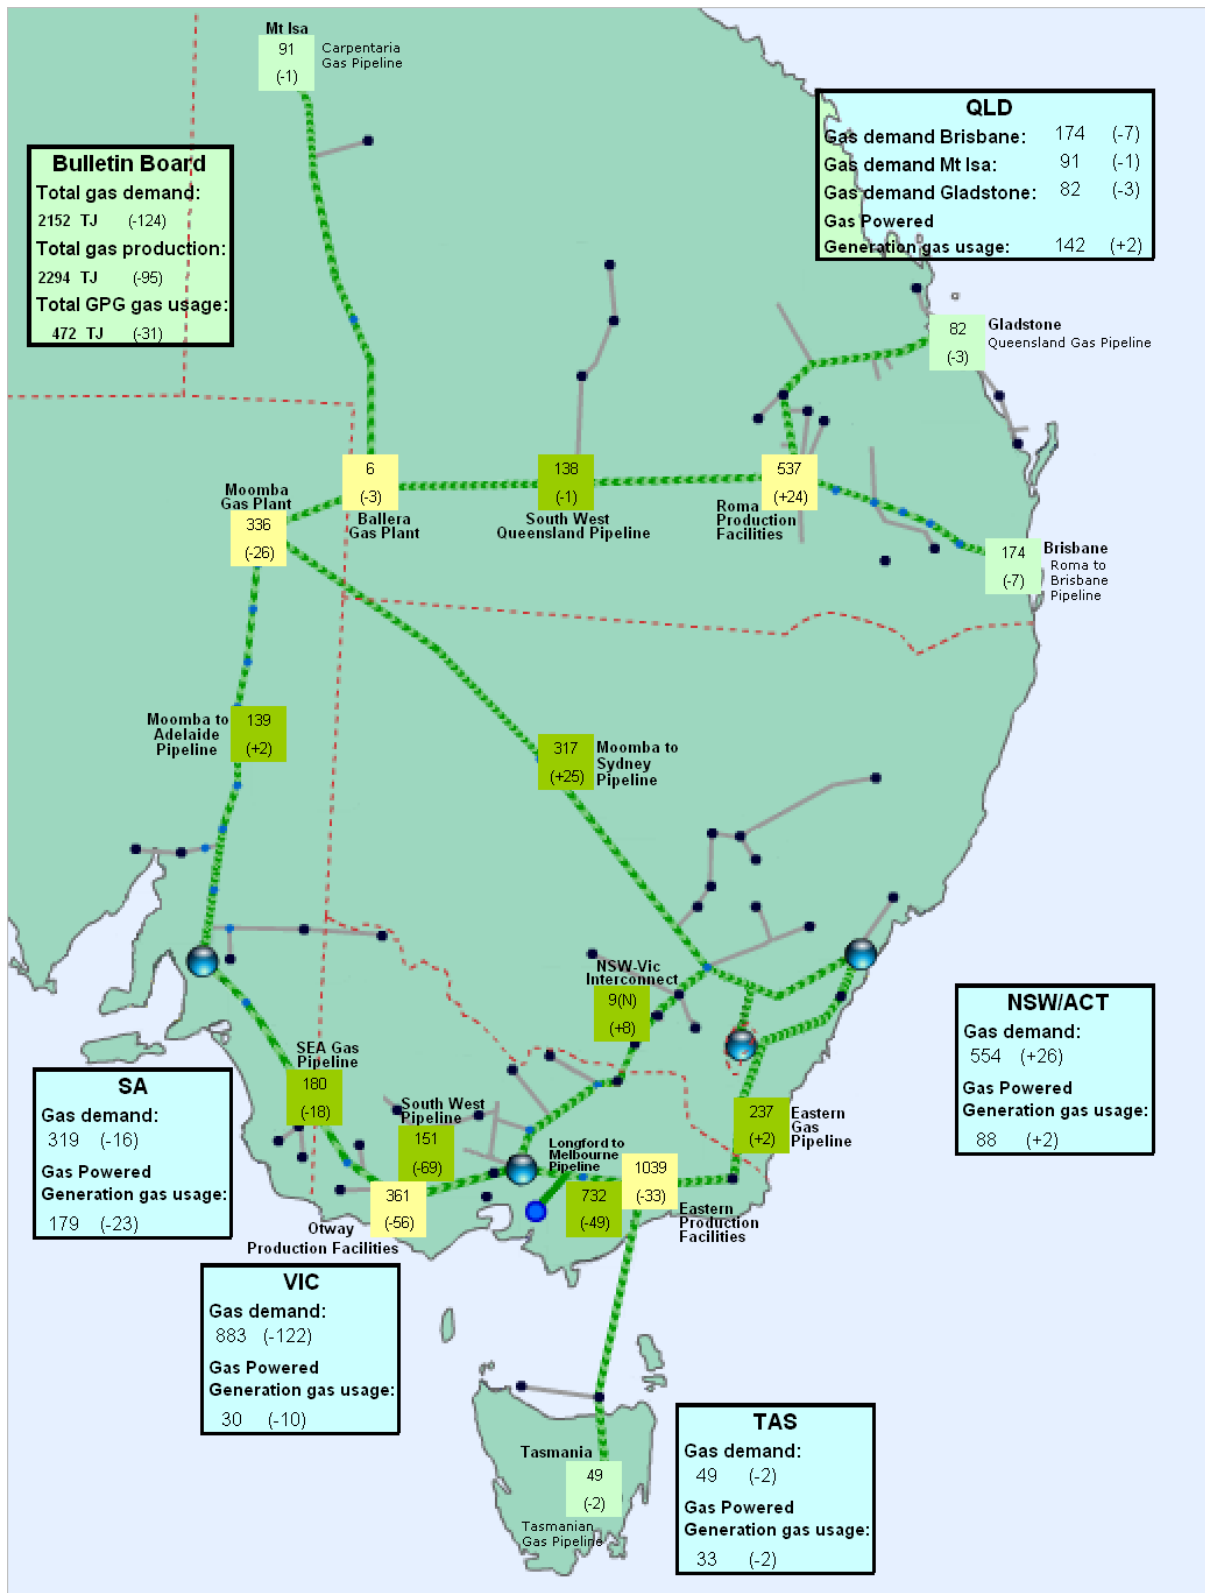 Mt Isa
91
(-1)
Carpentaria
Gas Pipeline
QLD
Gas demand Brisbane: 174 (-7)
Gas demand Mt Isa: 91 (-1)
Gas demand Gladstone: 82 (-3)
Gas Powered
Generation gas usage: 142 (+2)
Bulletin Board
Total gas demand:
2152 TJ (-124)
Total gas production:
2294 TJ (-95)
Total GPG gas usage:
472 TJ (-31)
82
(-3)
Gladstone
Queensland Gas Pipeline
Moomba
Gas Plant
336
(-26)
6
(-3)
Ballera
Gas Plant
138
(-1)
South West
Queensland Pipeline
537
(+24)
Roma
Production
Facilities
174
(-7)
Brisbane
Roma to
Brisbane
Pipeline
Moomba to
Adelaide
Pipeline
139
(+2)
317
(+25)
Moomba to
Sydney
Pipeline
NSW-Vic
Interconnect
9(N)
(+8)
NSW/ACT
Gas demand:
554 (+26)
Gas Powered
Generation gas usage:
88 (+2)
SEA Gas
Pipeline
180
(-18)
SA
Gas demand:
319 (-16)
Gas Powered
Generation gas usage:
179 (-23)
South West
Pipeline
151
(-69)
237
(+2)
Eastern
Gas
Pipeline
Longford to
Melbourne
Pipeline
732
(-49)
1039
(-33)
Eastern
Production
Facilities
361
(-56)
Otway
Production Facilities
VIC
Gas demand:
883 (-122)
Gas Powered
Generation gas usage:
30 (-10)
Tasmania
49
(-2)
Tasmanian
Gas Pipeline
TAS
Gas demand:
49 (-2)
Gas Powered
Generation gas usage:
33 (-2)